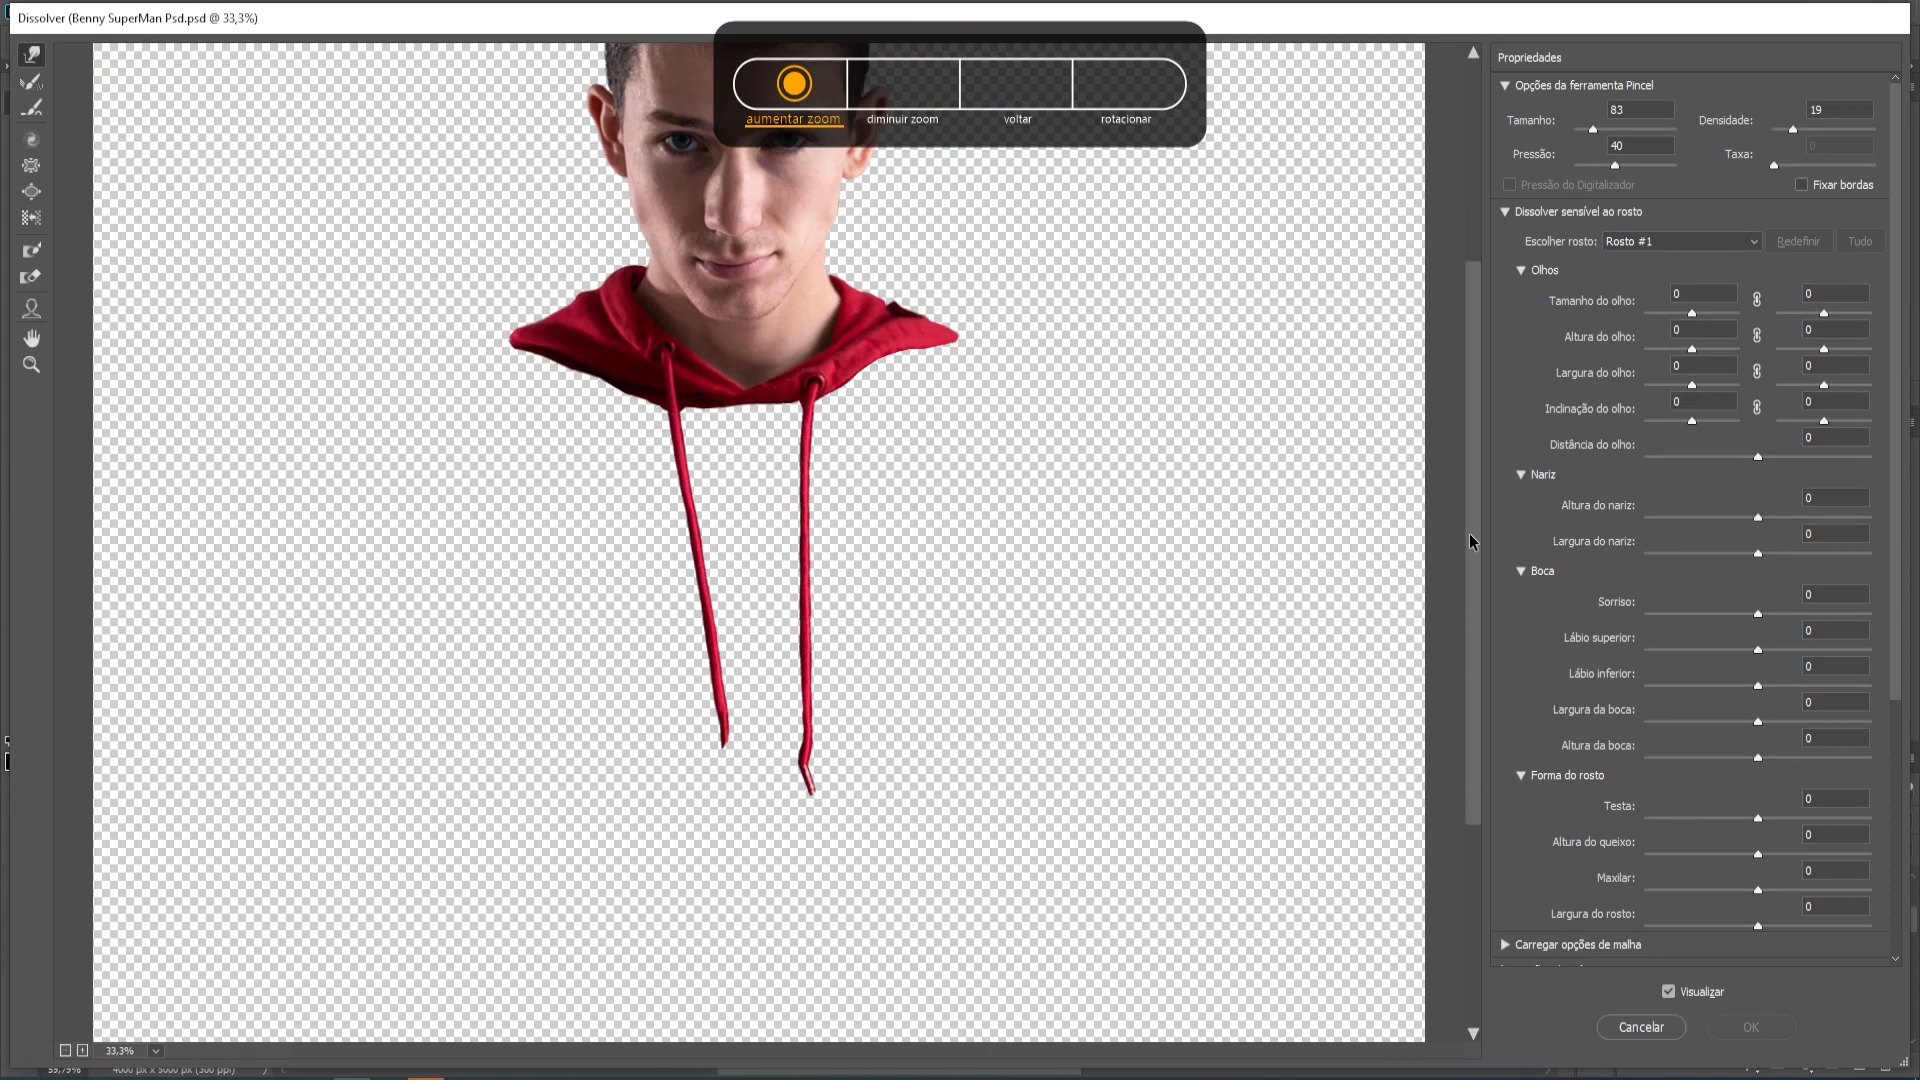 Dissolver (Benny SuperMan Psd.psd @ 33,3%)
aumentar zoom
diminuir zoom
voltar
rotacionar
Propriedades
Opções da ferramenta Pincel
Tamanho: 83
Densidade: 19
Pressão: 40
Taxa: 0
Pressão do Digitalizador
Fixar bordas
Dissolver sensível ao rosto
Escolher rosto: Rosto #1
Redefinir
Tudo
Olhos
Tamanho do olho: 0 0
Altura do olho: 0 0
Largura do olho: 0 0
Inclinação do olho: 0 0
Distância do olho: 0
Nariz
Altura do nariz: 0
Largura do nariz: 0
Boca
Sorriso: 0
Lábio superior: 0
Lábio inferior: 0
Largura da boca: 0
Altura da boca: 0
Forma do rosto
Testa: 0
Altura do queixo: 0
Maxilar: 0
Largura do rosto: 0
Carregar opções de malha
Visualizar
Cancelar
OK
33,3%
4000 px x 5000 px (300 ppi)